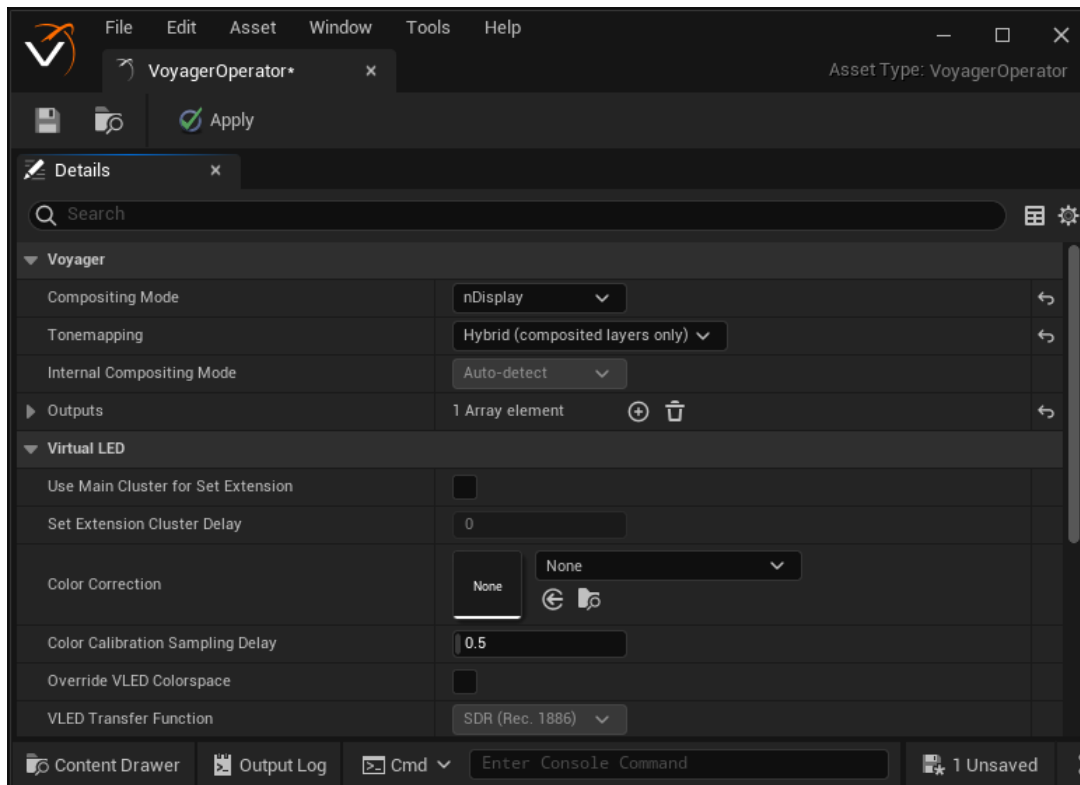 File Edit Asset Window Tools Help
VoyagerOperator*
Asset Type: VoyagerOperator
Apply
Details
Search
Voyager
Compositing Mode nDisplay
Tonemapping Hybrid (composited layers only)
Internal Compositing Mode Auto-detect
Outputs 1 Array element
Virtual LED
Use Main Cluster for Set Extension
Set Extension Cluster Delay 0
Color Correction None None
Color Calibration Sampling Delay 0.5
Override VLED Colorspace
VLED Transfer Function SDR (Rec. 1886)
Content Drawer Output Log Cmd Enter Console Command 1 Unsaved